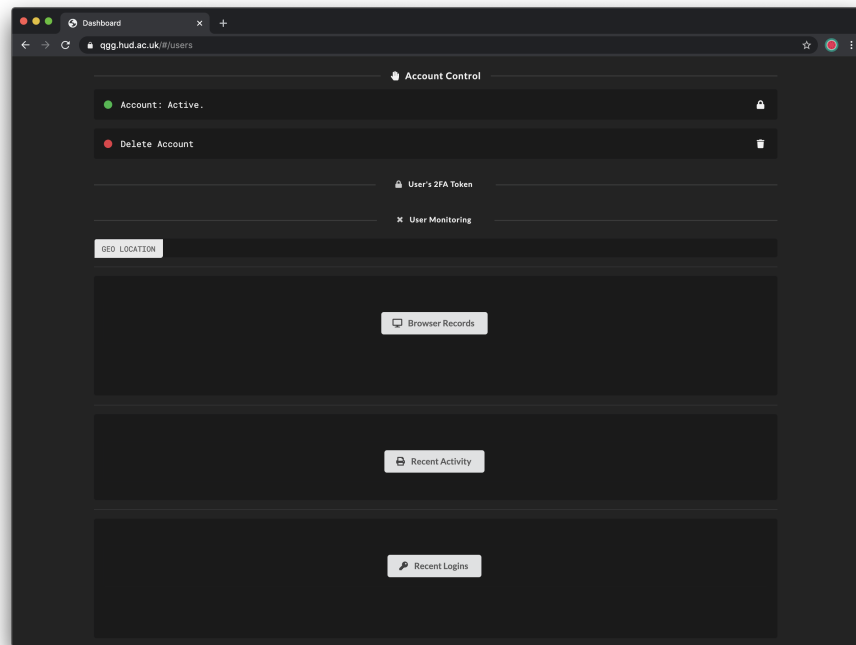 Dashboard
qgg.hud.ac.uk/#/users
Account Control
Account: Active.
Delete Account
User's 2FA Token
User Monitoring
GEO LOCATION
Browser Records
Recent Activity
Recent Logins